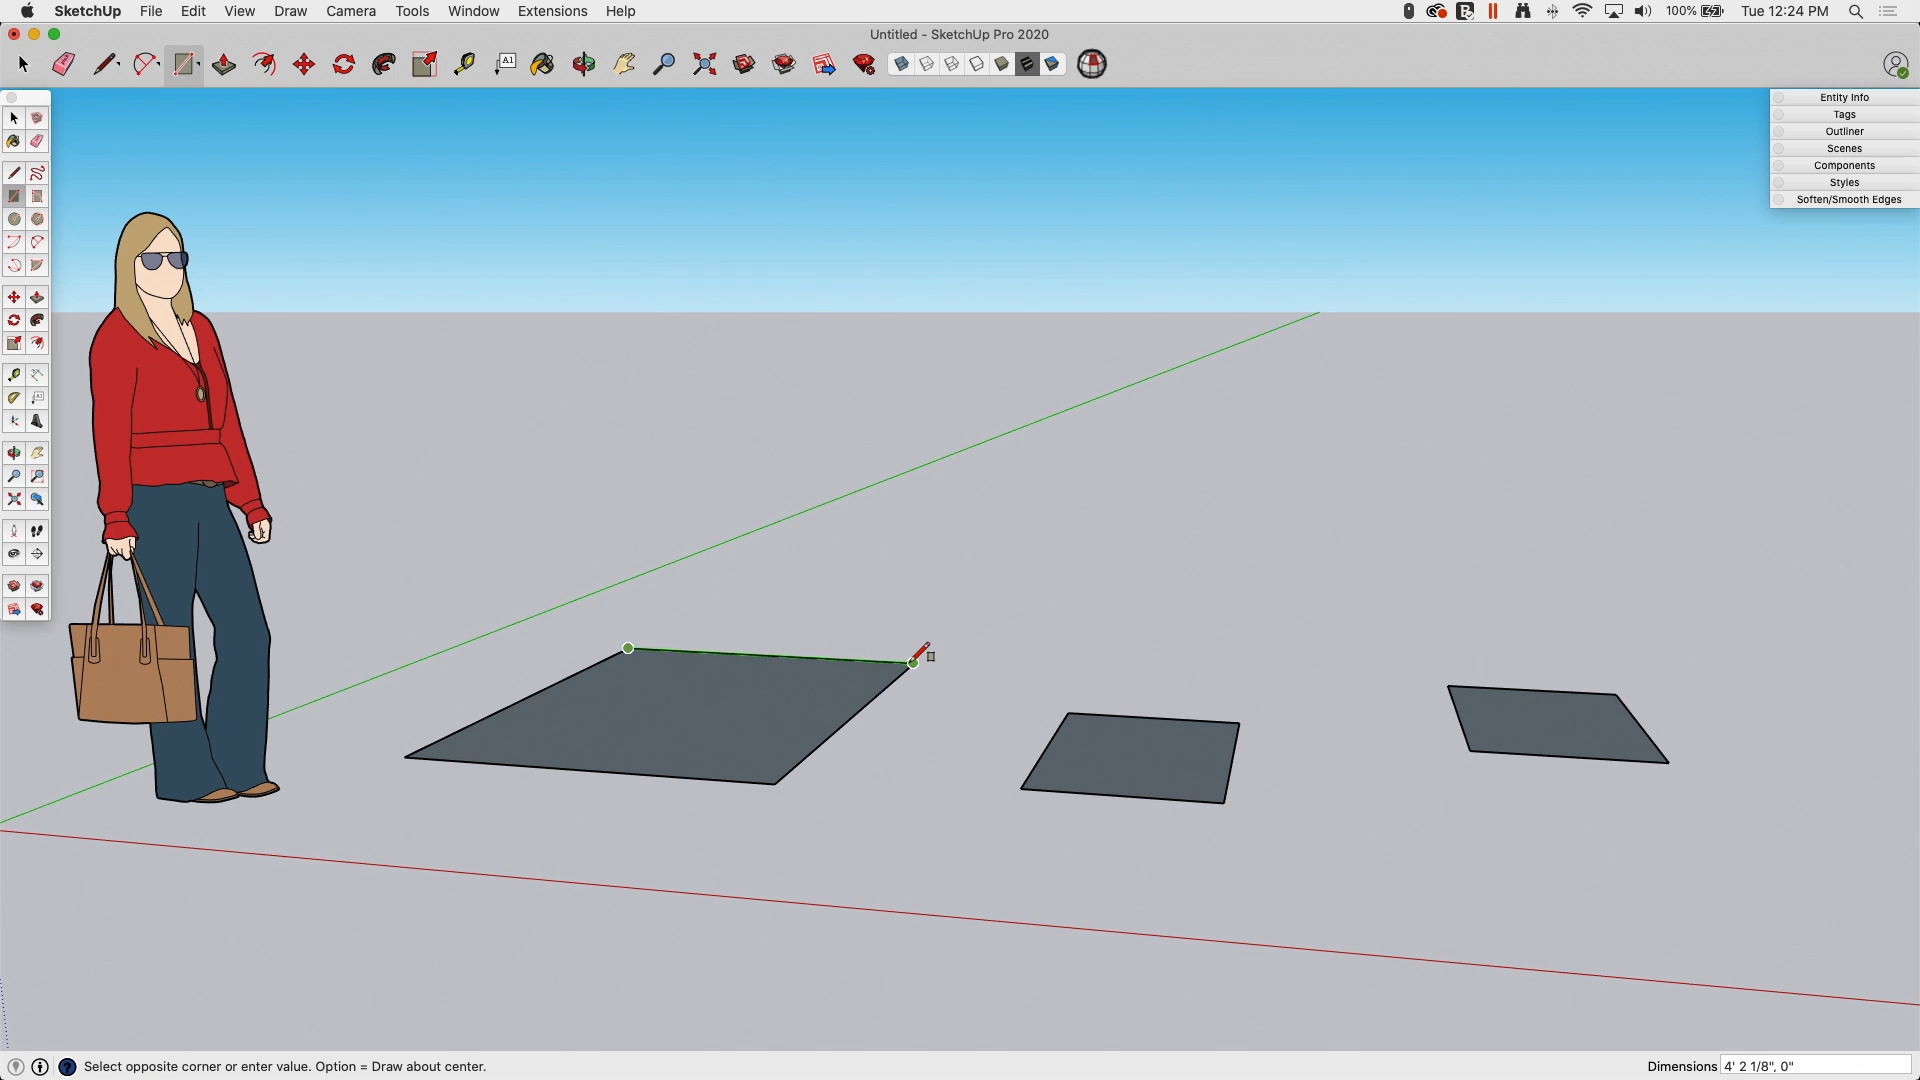 SketchUp File Edit View Draw Camera Tools Window Extensions Help 100% Tue 12:24 PM
Untitled - SketchUp Pro 2020
A1
Entity Info
Tags
Outliner
Scenes
Components
Styles
Soften/Smooth Edges
A1
Select opposite corner or enter value. Option = Draw about center.
Dimensions 4' 2 1/8", 0"